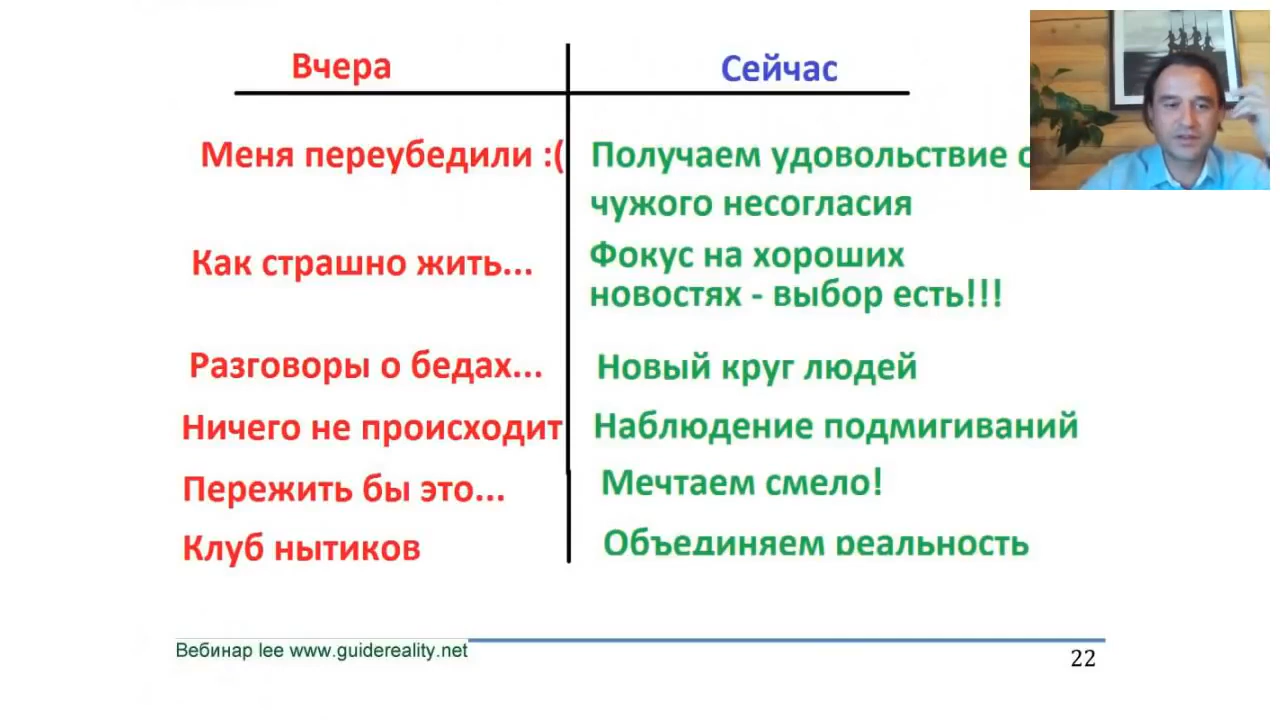 Вчера
Сейчас
Меня переубедили :(
Получаем удовольствие
чужого несогласия
Как страшно жить...
Фокус на хороших
новостях - выбор есть!!!
Разговоры о бедах...
Новый круг людей
Ничего не происходит
Наблюдение подмигиваний
Пережить бы это...
Мечтаем смело!
Клуб нытиков
Объединяем реальность
Вебинар lee www.guidereality.net
22